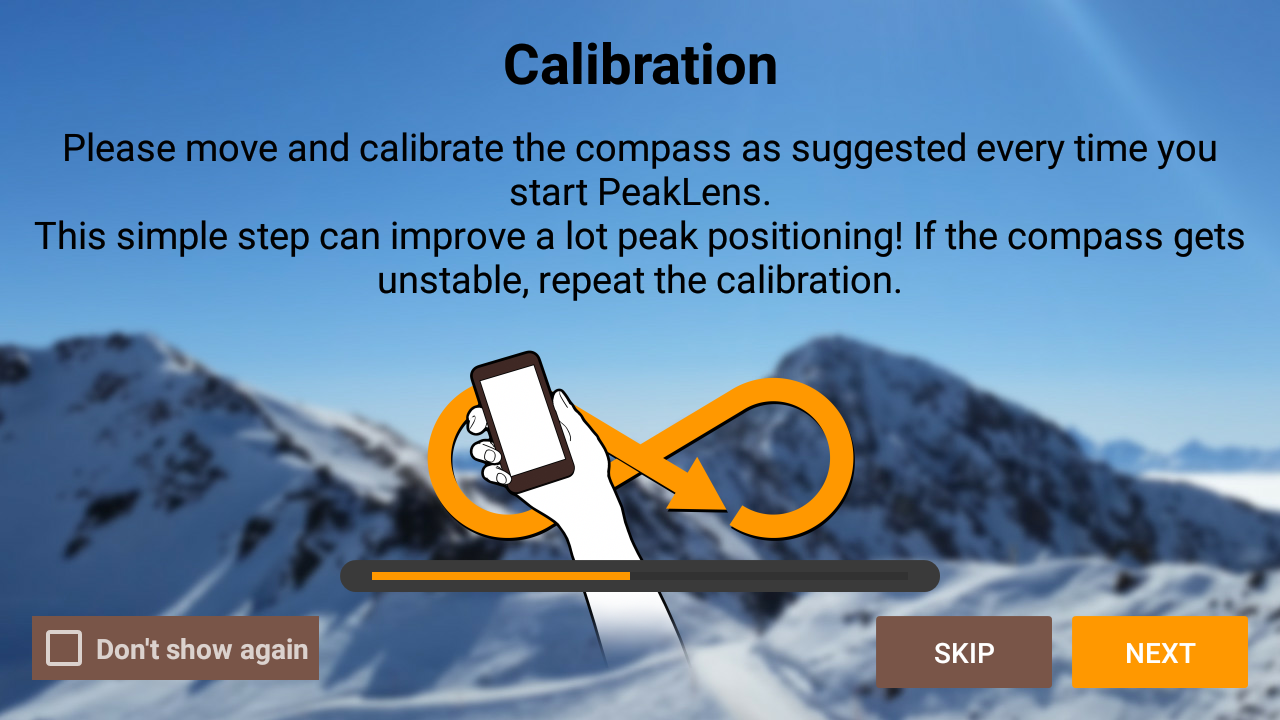 Calibration
Please move and calibrate the compass as suggested every time you
start PeakLens.
This simple step can improve a lot peak positioning! If the compass gets
unstable, repeat the calibration.
Don't show again
SKIP
NEXT